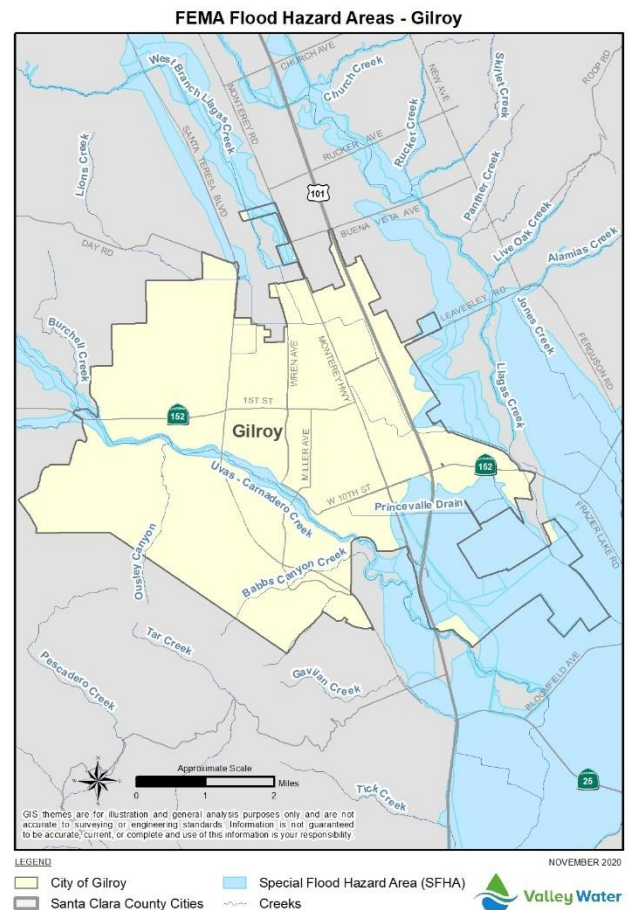 FEMA Flood Hazard Areas - Gilroy
CHURCH AVE
Church Creek
West Branch Llagas Creek
MONTEREY RD
NEW AVE
Skillet Creek
ROOP RD
Lions Creek
SANTA TERESA BLVD
RUCKER AVE
Rucker Creek
Panther Creek
101
BUENA VISTA AVE
Live Oak Creek
Alamias Creek
DAY RD
LEAVESLEY RD
Jones Creek
FERGUSON RD
Burchell Creek
WREN AVE
MONTEREY HWY
Llagas Creek
1ST ST
152
Gilroy
MILLER AVE
152
Uvas - Carnadero Creek
W 10TH ST
Princevalle Drain
FRAZIER LAKE RD
Ousley Canyon
Babbs Canyon Creek
Tar Creek
Pescadero Creek
Gavilan Creek
BLOOMFIELD AVE
25
Tick Creek
Approximate Scale
0 1 2
Miles
GIS themes are for illustration and general analysis purposes only and are not
accurate to surveying or engineering standards. Information is not guaranteed
to be accurate, current, or complete and use of this information is your responsibility.
LEGEND
NOVEMBER 2020
City of Gilroy
Special Flood Hazard Area (SFHA)
Santa Clara County Cities
Creeks
Valley Water